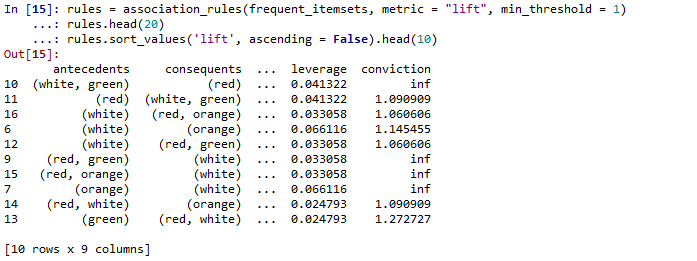 In [15]: rules = association_rules(frequent_itemsets, metric = "lift", min_threshold = 1)
    ...: rules.head(20)
    ...: rules.sort_values('lift', ascending = False).head(10)
Out[15]:
       antecedents     consequents  ...  leverage  conviction
10  (white, green)           (red)  ...  0.041322         inf
11           (red)  (white, green)  ...  0.041322    1.090909
16         (white)   (red, orange)  ...  0.033058    1.060606
6          (white)        (orange)  ...  0.066116    1.145455
12         (white)    (red, green)  ...  0.033058    1.060606
9     (red, green)         (white)  ...  0.033058         inf
15   (red, orange)         (white)  ...  0.033058         inf
7         (orange)         (white)  ...  0.066116         inf
14    (red, white)        (orange)  ...  0.024793    1.090909
13         (green)    (red, white)  ...  0.024793    1.272727

[10 rows x 9 columns]